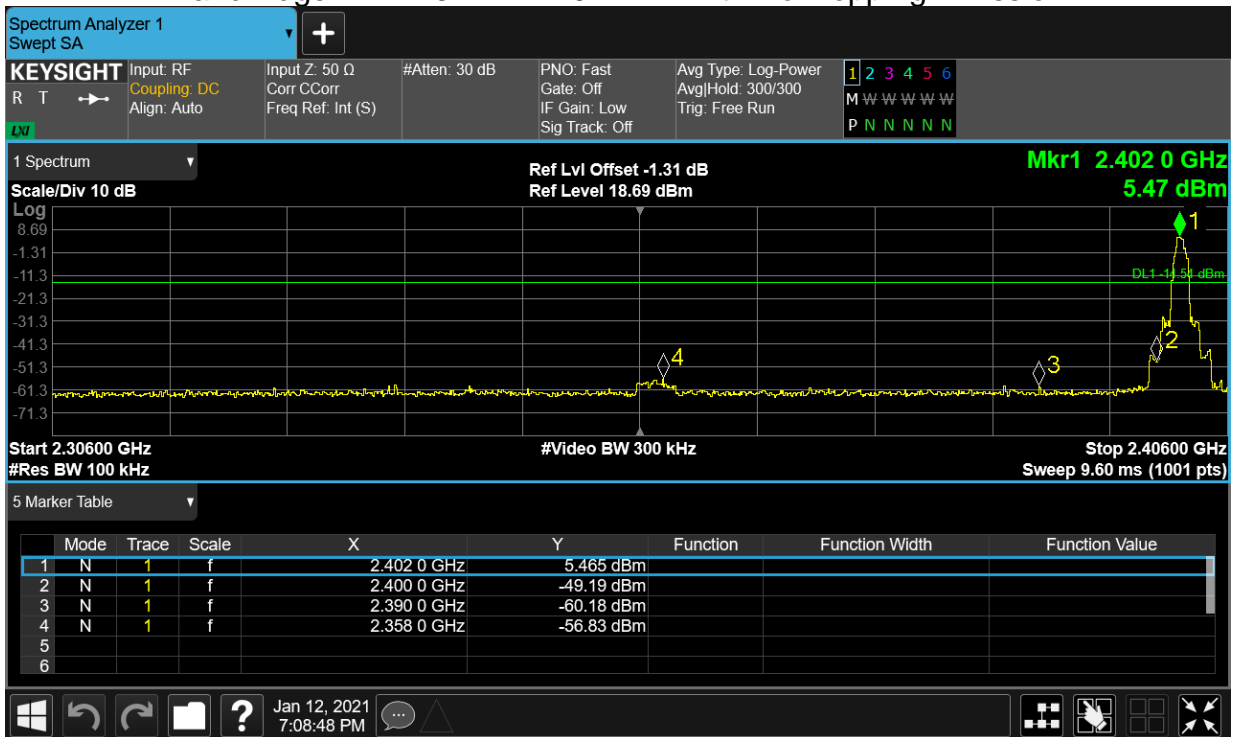 Spectrum Analyzer 1
Swept SA
KEYSIGHT
R T
LXI
Input: RF
Coupling: DC
Align: Auto
Input Z: 50 Ω
Corr CCorr
Freq Ref: Int (S)
#Atten: 30 dB
PNO: Fast
Gate: Off
IF Gain: Low
Sig Track: Off
Avg Type: Log-Power
Avg|Hold: 300/300
Trig: Free Run
1 2 3 4 5 6
M W W W W W
P N N N N N
1 Spectrum
Scale/Div 10 dB
Ref Lvl Offset -1.31 dB
Ref Level 18.69 dBm
Mkr1 2.402 0 GHz
5.47 dBm
Log
8.69
-1.31
-11.3
-21.3
-31.3
-41.3
-51.3
-61.3
-71.3
1
DL1 -14.51 dBm
2
3
4
Start 2.30600 GHz
#Res BW 100 kHz
#Video BW 300 kHz
Stop 2.40600 GHz
Sweep 9.60 ms (1001 pts)
5 Marker Table
Mode Trace Scale X Y Function Function Width Function Value
1 N 1 f 2.402 0 GHz 5.465 dBm
2 N 1 f 2.400 0 GHz -49.19 dBm
3 N 1 f 2.390 0 GHz -60.18 dBm
4 N 1 f 2.358 0 GHz -56.83 dBm
5
6
?
Jan 12, 2021
7:08:48 PM